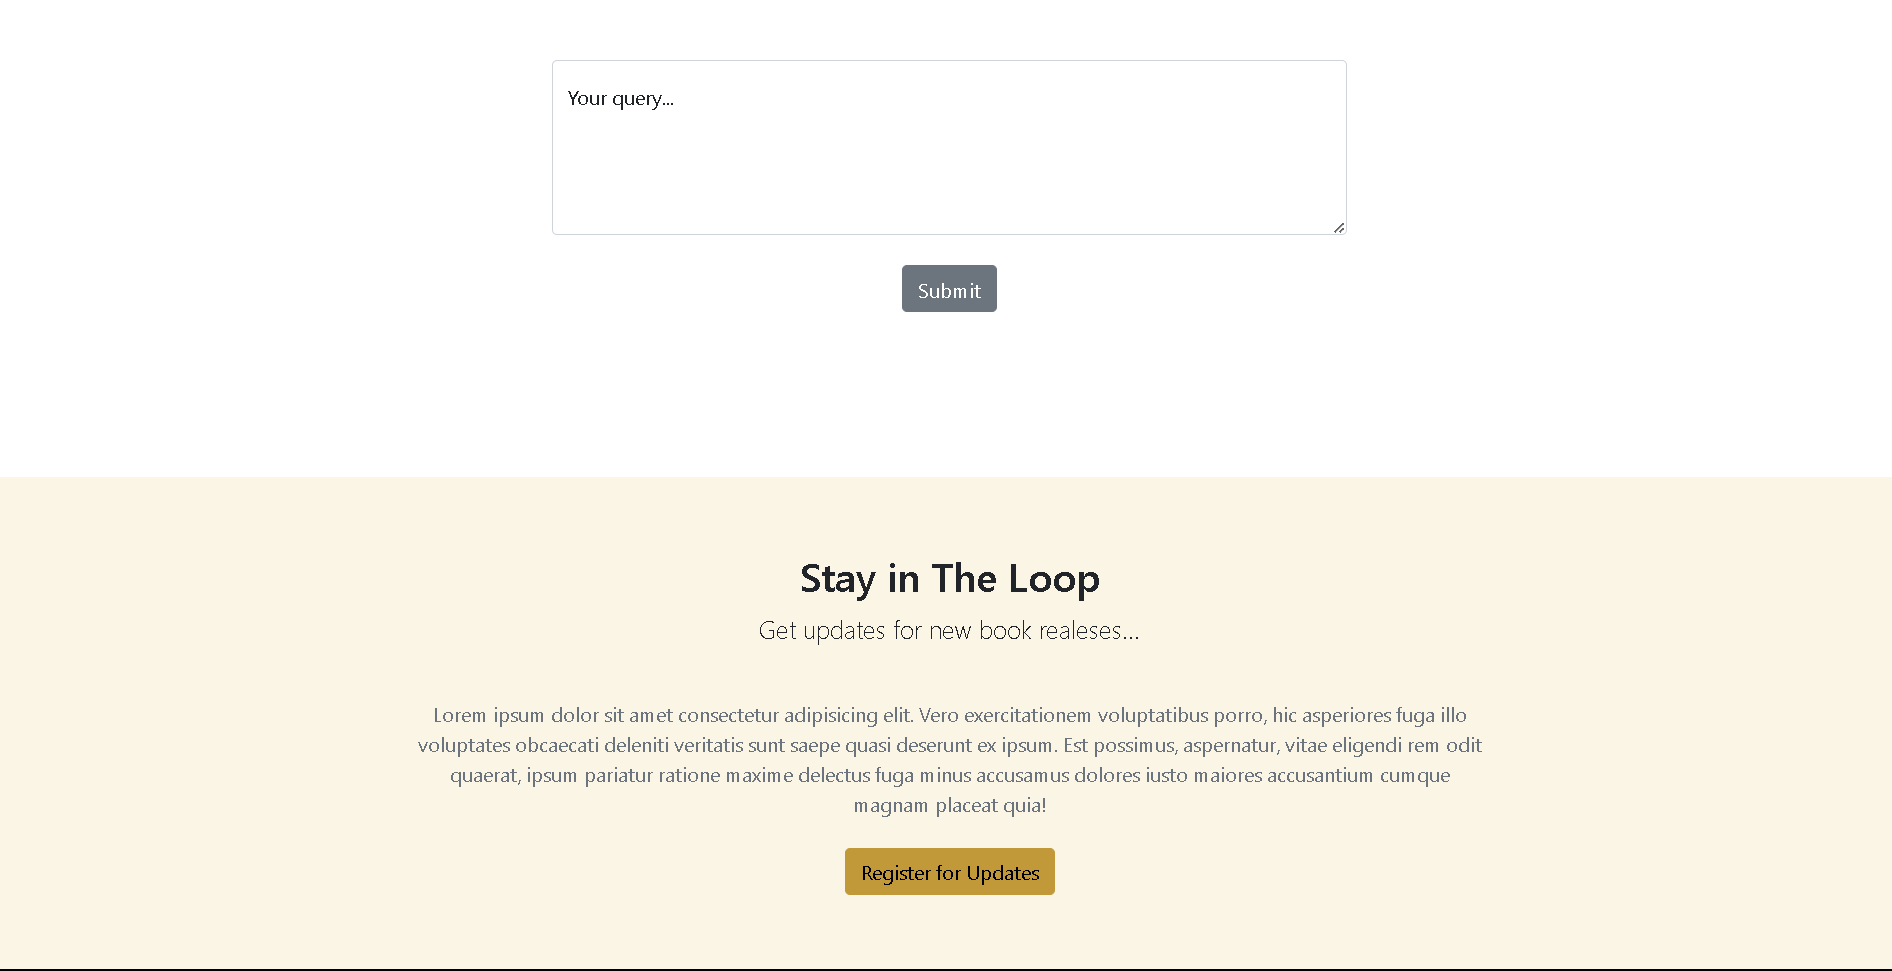 Your query...
Submit
Stay in The Loop
Get updates for new book realeses...
Lorem ipsum dolor sit amet consectetur adipisicing elit. Vero exercitationem voluptatibus porro, hic asperiores fuga illo
voluptates obcaecati deleniti veritatis sunt saepe quasi deserunt ex ipsum. Est possimus, aspernatur, vitae eligendi rem odit
quaerat, ipsum pariatur ratione maxime delectus fuga minus accusamus dolores iusto maiores accusantium cumque
magnam placeat quia!
Register for Updates